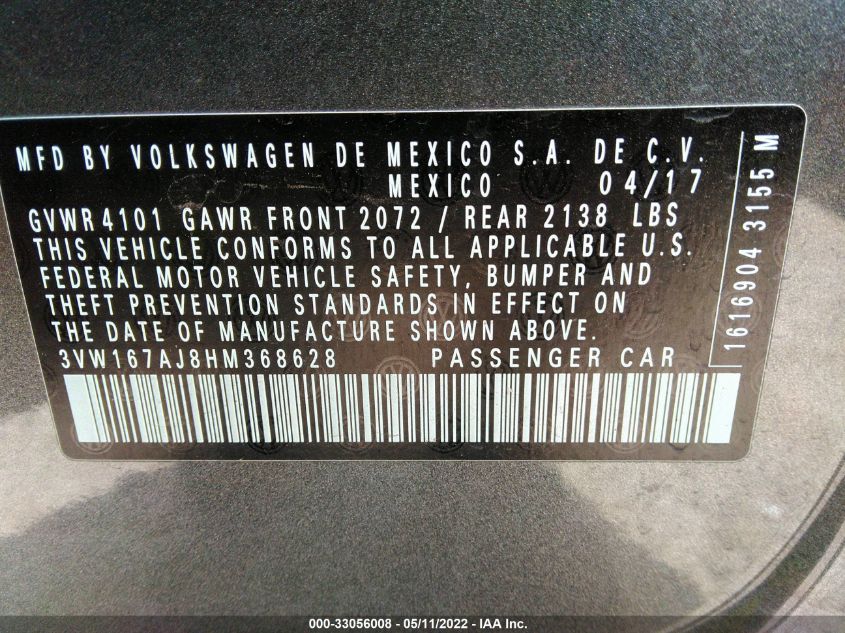 MFD BY VOLKSWAGEN DE MEXICO S.A. DE C.V.
MEXICO 04/17
GVWR4101 GAWR FRONT 2072 / REAR 2138 LBS
THIS VEHICLE CONFORMS TO ALL APPLICABLE U.S.
FEDERAL MOTOR VEHICLE SAFETY, BUMPER AND
THEFT PREVENTION STANDARDS IN EFFECT ON
THE DATE OF MANUFACTURE SHOWN ABOVE.
3VW167AJ8HM368628 PASSENGER CAR
1616904 3155 M
000-33056008 - 05/11/2022 - IAA Inc.